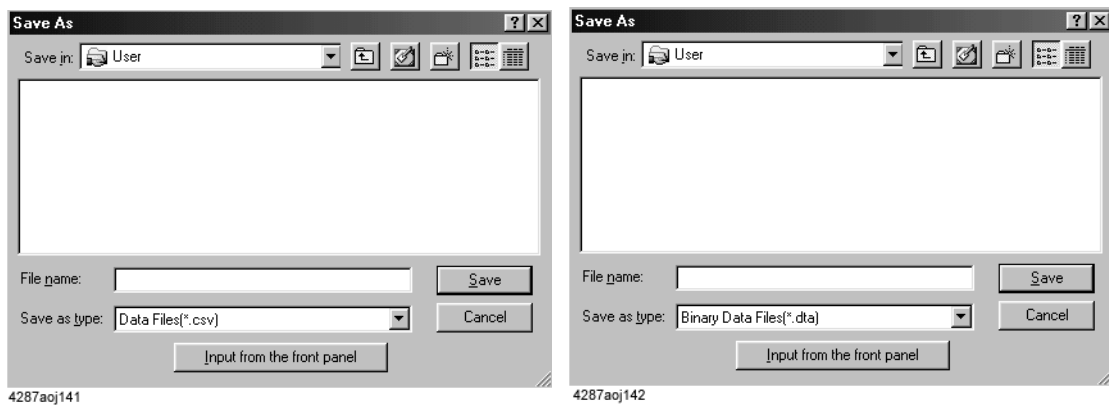 Save As
Save in: User
File name:
Save
Save as type: Data Files(*.csv)
Cancel
Input from the front panel
4287aoj141
Save As
Save in: User
File name:
Save
Save as type: Binary Data Files(*.dta)
Cancel
Input from the front panel
4287aoj142